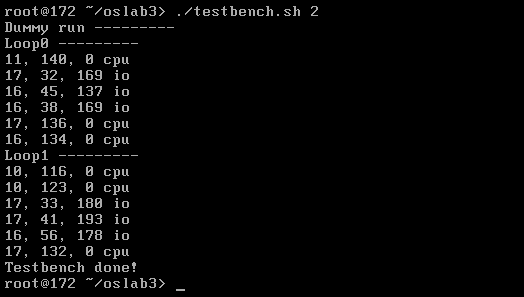 root@172 ~/oslab3> ./testbench.sh 2
Dummy run ---------
Loop0 ---------
11, 140, 0 cpu
17, 32, 169 io
16, 45, 137 io
16, 38, 169 io
17, 136, 0 cpu
16, 134, 0 cpu
Loop1 ---------
10, 116, 0 cpu
10, 123, 0 cpu
17, 33, 180 io
17, 41, 193 io
16, 56, 178 io
17, 132, 0 cpu
Testbench done!
root@172 ~/oslab3> _